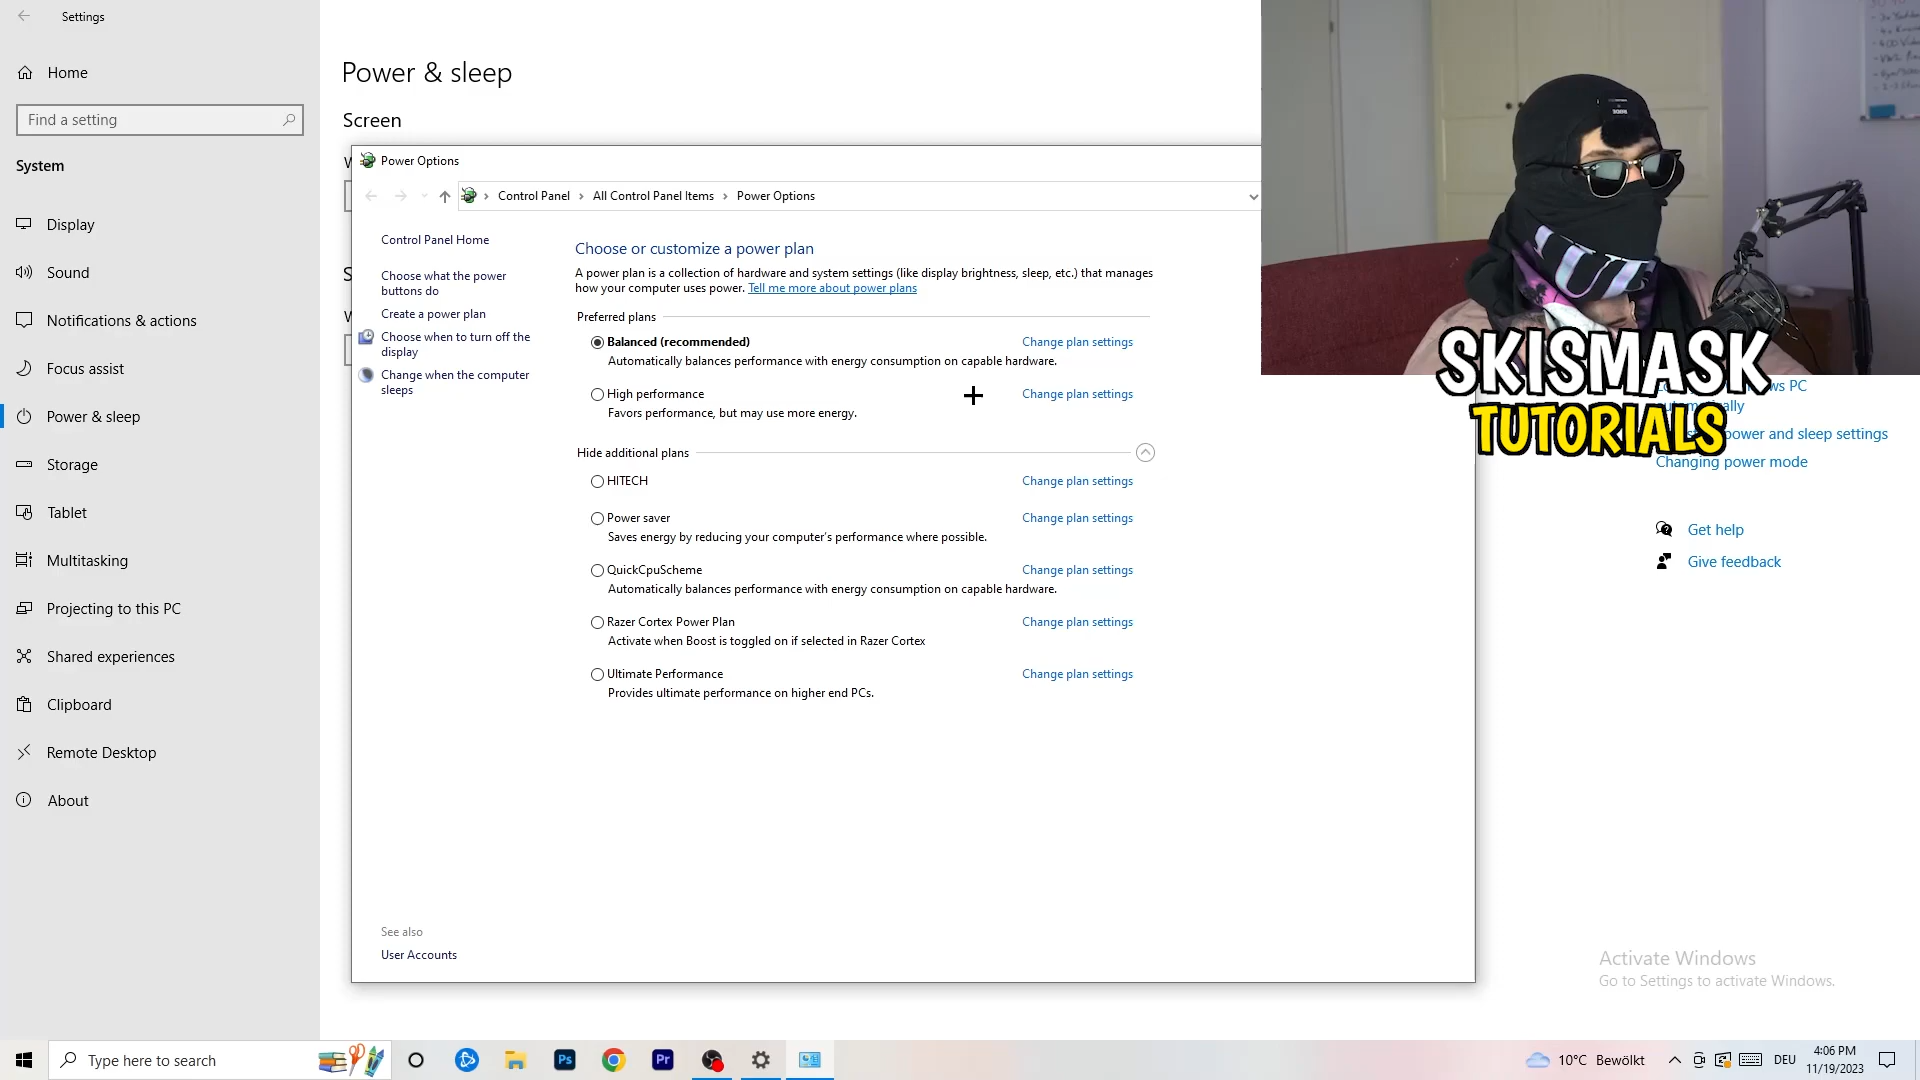 Settings
Home
Find a setting
System
Display
Sound
Notifications & actions
Focus assist
Power & sleep
Storage
Tablet
Multitasking
Projecting to this PC
Shared experiences
Clipboard
Remote Desktop
About
Power & sleep
Screen
Power Options
Control Panel › All Control Panel Items › Power Options
Control Panel Home
Choose what the power
buttons do
Create a power plan
Choose when to turn off the
display
Change when the computer
sleeps
See also
User Accounts
Choose or customize a power plan
A power plan is a collection of hardware and system settings (like display brightness, sleep, etc.) that manages
how your computer uses power. Tell me more about power plans
Preferred plans
Balanced (recommended) Change plan settings
Automatically balances performance with energy consumption on capable hardware.
High performance Change plan settings
Favors performance, but may use more energy.
Hide additional plans
HITECH Change plan settings
Power saver Change plan settings
Saves energy by reducing your computer's performance where possible.
QuickCpuScheme Change plan settings
Automatically balances performance with energy consumption on capable hardware.
Razer Cortex Power Plan Change plan settings
Activate when Boost is toggled on if selected in Razer Cortex
Ultimate Performance Change plan settings
Provides ultimate performance on higher end PCs.
SKISMASK
TUTORIALS
PC
power and sleep settings
Changing power mode
Get help
Give feedback
Activate Windows
Go to Settings to activate Windows.
Type here to search
Ps
Pr
10°C Bewölkt
DEU
4:06 PM
11/19/2023